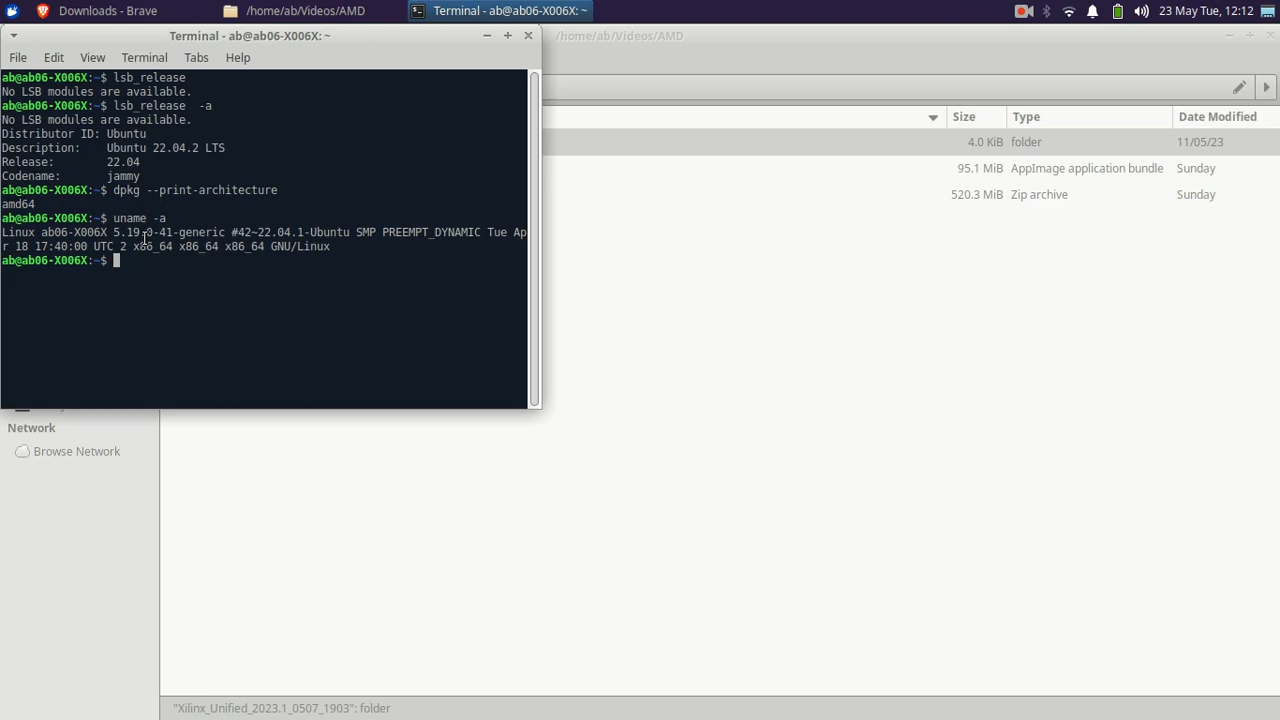 Downloads - Brave
/home/ab/Videos/AMD
Terminal - ab@ab06-X006X: ~
23 May Tue, 12:12
Terminal - ab@ab06-X006X: ~
/home/ab/Videos/AMD
File Edit View Terminal Tabs Help
ab@ab06-X006X:~$ lsb_release
No LSB modules are available.
ab@ab06-X006X:~$ lsb_release  -a
No LSB modules are available.
Distributor ID: Ubuntu
Description:    Ubuntu 22.04.2 LTS
Release:        22.04
Codename:       jammy
ab@ab06-X006X:~$ dpkg --print-architecture
amd64
ab@ab06-X006X:~$ uname -a
Linux ab06-X006X 5.19.0-41-generic #42~22.04.1-Ubuntu SMP PREEMPT_DYNAMIC Tue Ap
r 18 17:40:00 UTC 2 x86_64 x86_64 x86_64 GNU/Linux
ab@ab06-X006X:~$
Size Type Date Modified
4.0 KiB folder 11/05/23
95.1 MiB AppImage application bundle Sunday
520.3 MiB Zip archive Sunday
Network
Browse Network
"Xilinx_Unified_2023.1_0507_1903": folder